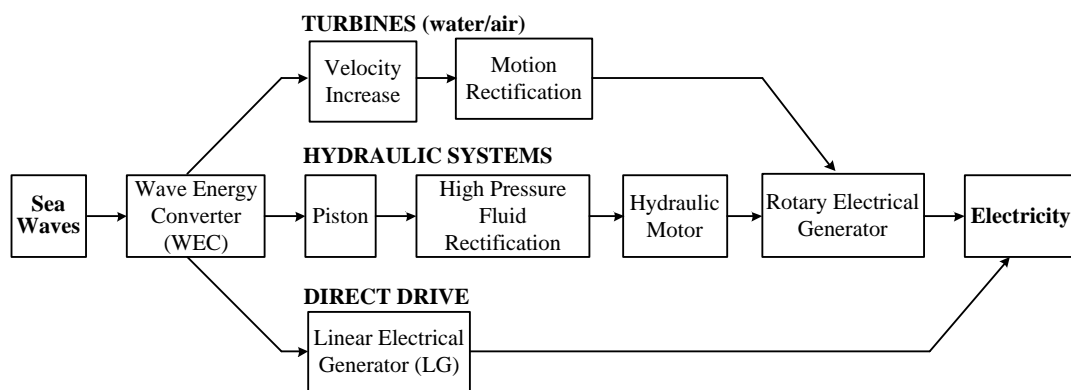 TURBINES (water/air)
Velocity
Increase
Motion
Rectification
HYDRAULIC SYSTEMS
Sea
Waves
Wave Energy
Converter
(WEC)
Piston
High Pressure
Fluid
Rectification
Hydraulic
Motor
Rotary Electrical
Generator
Electricity
DIRECT DRIVE
Linear Electrical
Generator (LG)